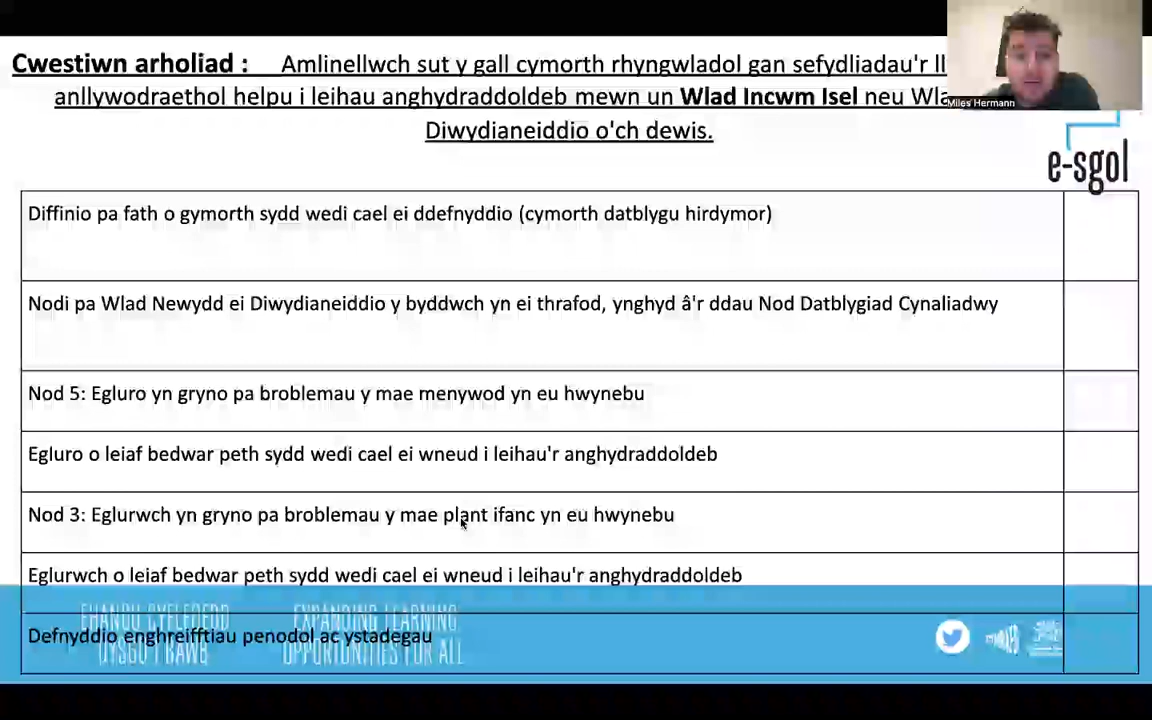 Cwestiwn arholiad : Amlinellwch sut y gall cymorth rhyngwladol gan sefydliadau'r
anllywodraethol helpu i leihau anghydraddoldeb mewn un Wlad Incwm Isel neu
Diwydianeiddio o'ch dewis.
Miles Hermann
e-sgol
Diffinio pa fath o gymorth sydd wedi cael ei ddefnyddio (cymorth datblygu hirdymor)
Nodi pa Wlad Newydd ei Diwydianeiddio y byddwch yn ei thrafod, ynghyd â'r ddau Nod Datblygiad Cynaliadwy
Nod 5: Egluro yn gryno pa broblemau y mae menywod yn eu hwynebu
Egluro o leiaf bedwar peth sydd wedi cael ei wneud i leihau'r anghydraddoldeb
Nod 3: Eglurwch yn gryno pa broblemau y mae plant ifanc yn eu hwynebu
Eglurwch o leiaf bedwar peth sydd wedi cael ei wneud i leihau'r anghydraddoldeb
EHANGU CYFLEOEDD EXPANDING LEARNING
Defnyddio enghreifftiau penodol ac ystadegau
DYSGU I BAWB OPPORTUNITIES FOR ALL